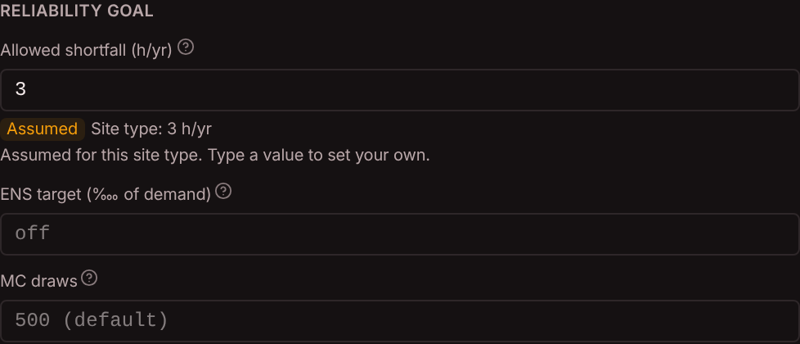 RELIABILITY GOAL
Allowed shortfall (h/yr) ?
3
Assumed Site type: 3 h/yr
Assumed for this site type. Type a value to set your own.
ENS target (‱ of demand) ?
off
MC draws ?
500 (default)